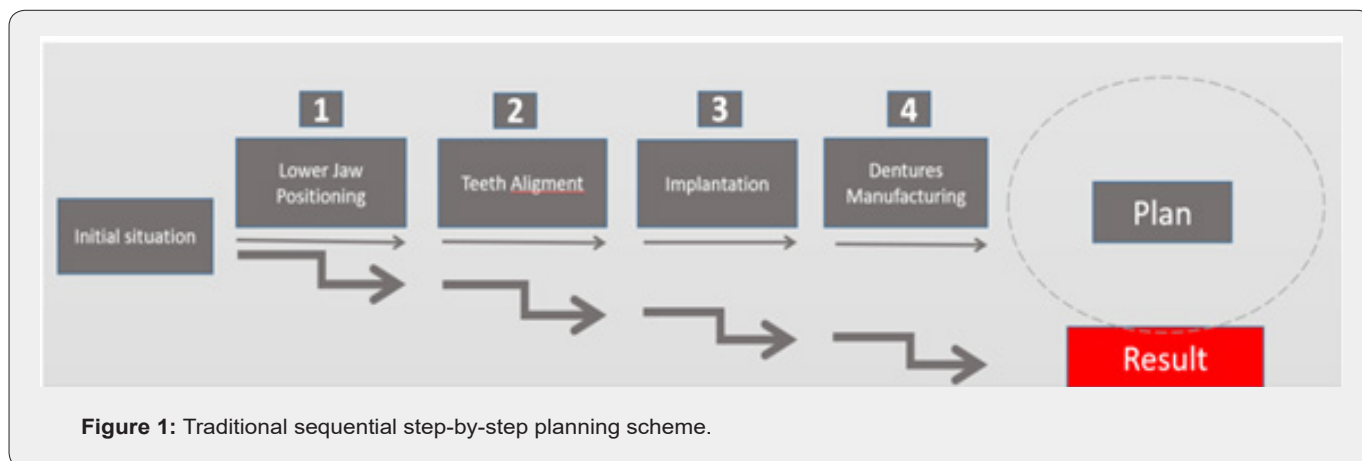 1
2
3
4
Initial situation
Lower Jaw
Positioning
Teeth Aligment
Implantation
Dentures
Manufacturing
Plan
Result
Figure 1: Traditional sequential step-by-step planning scheme.